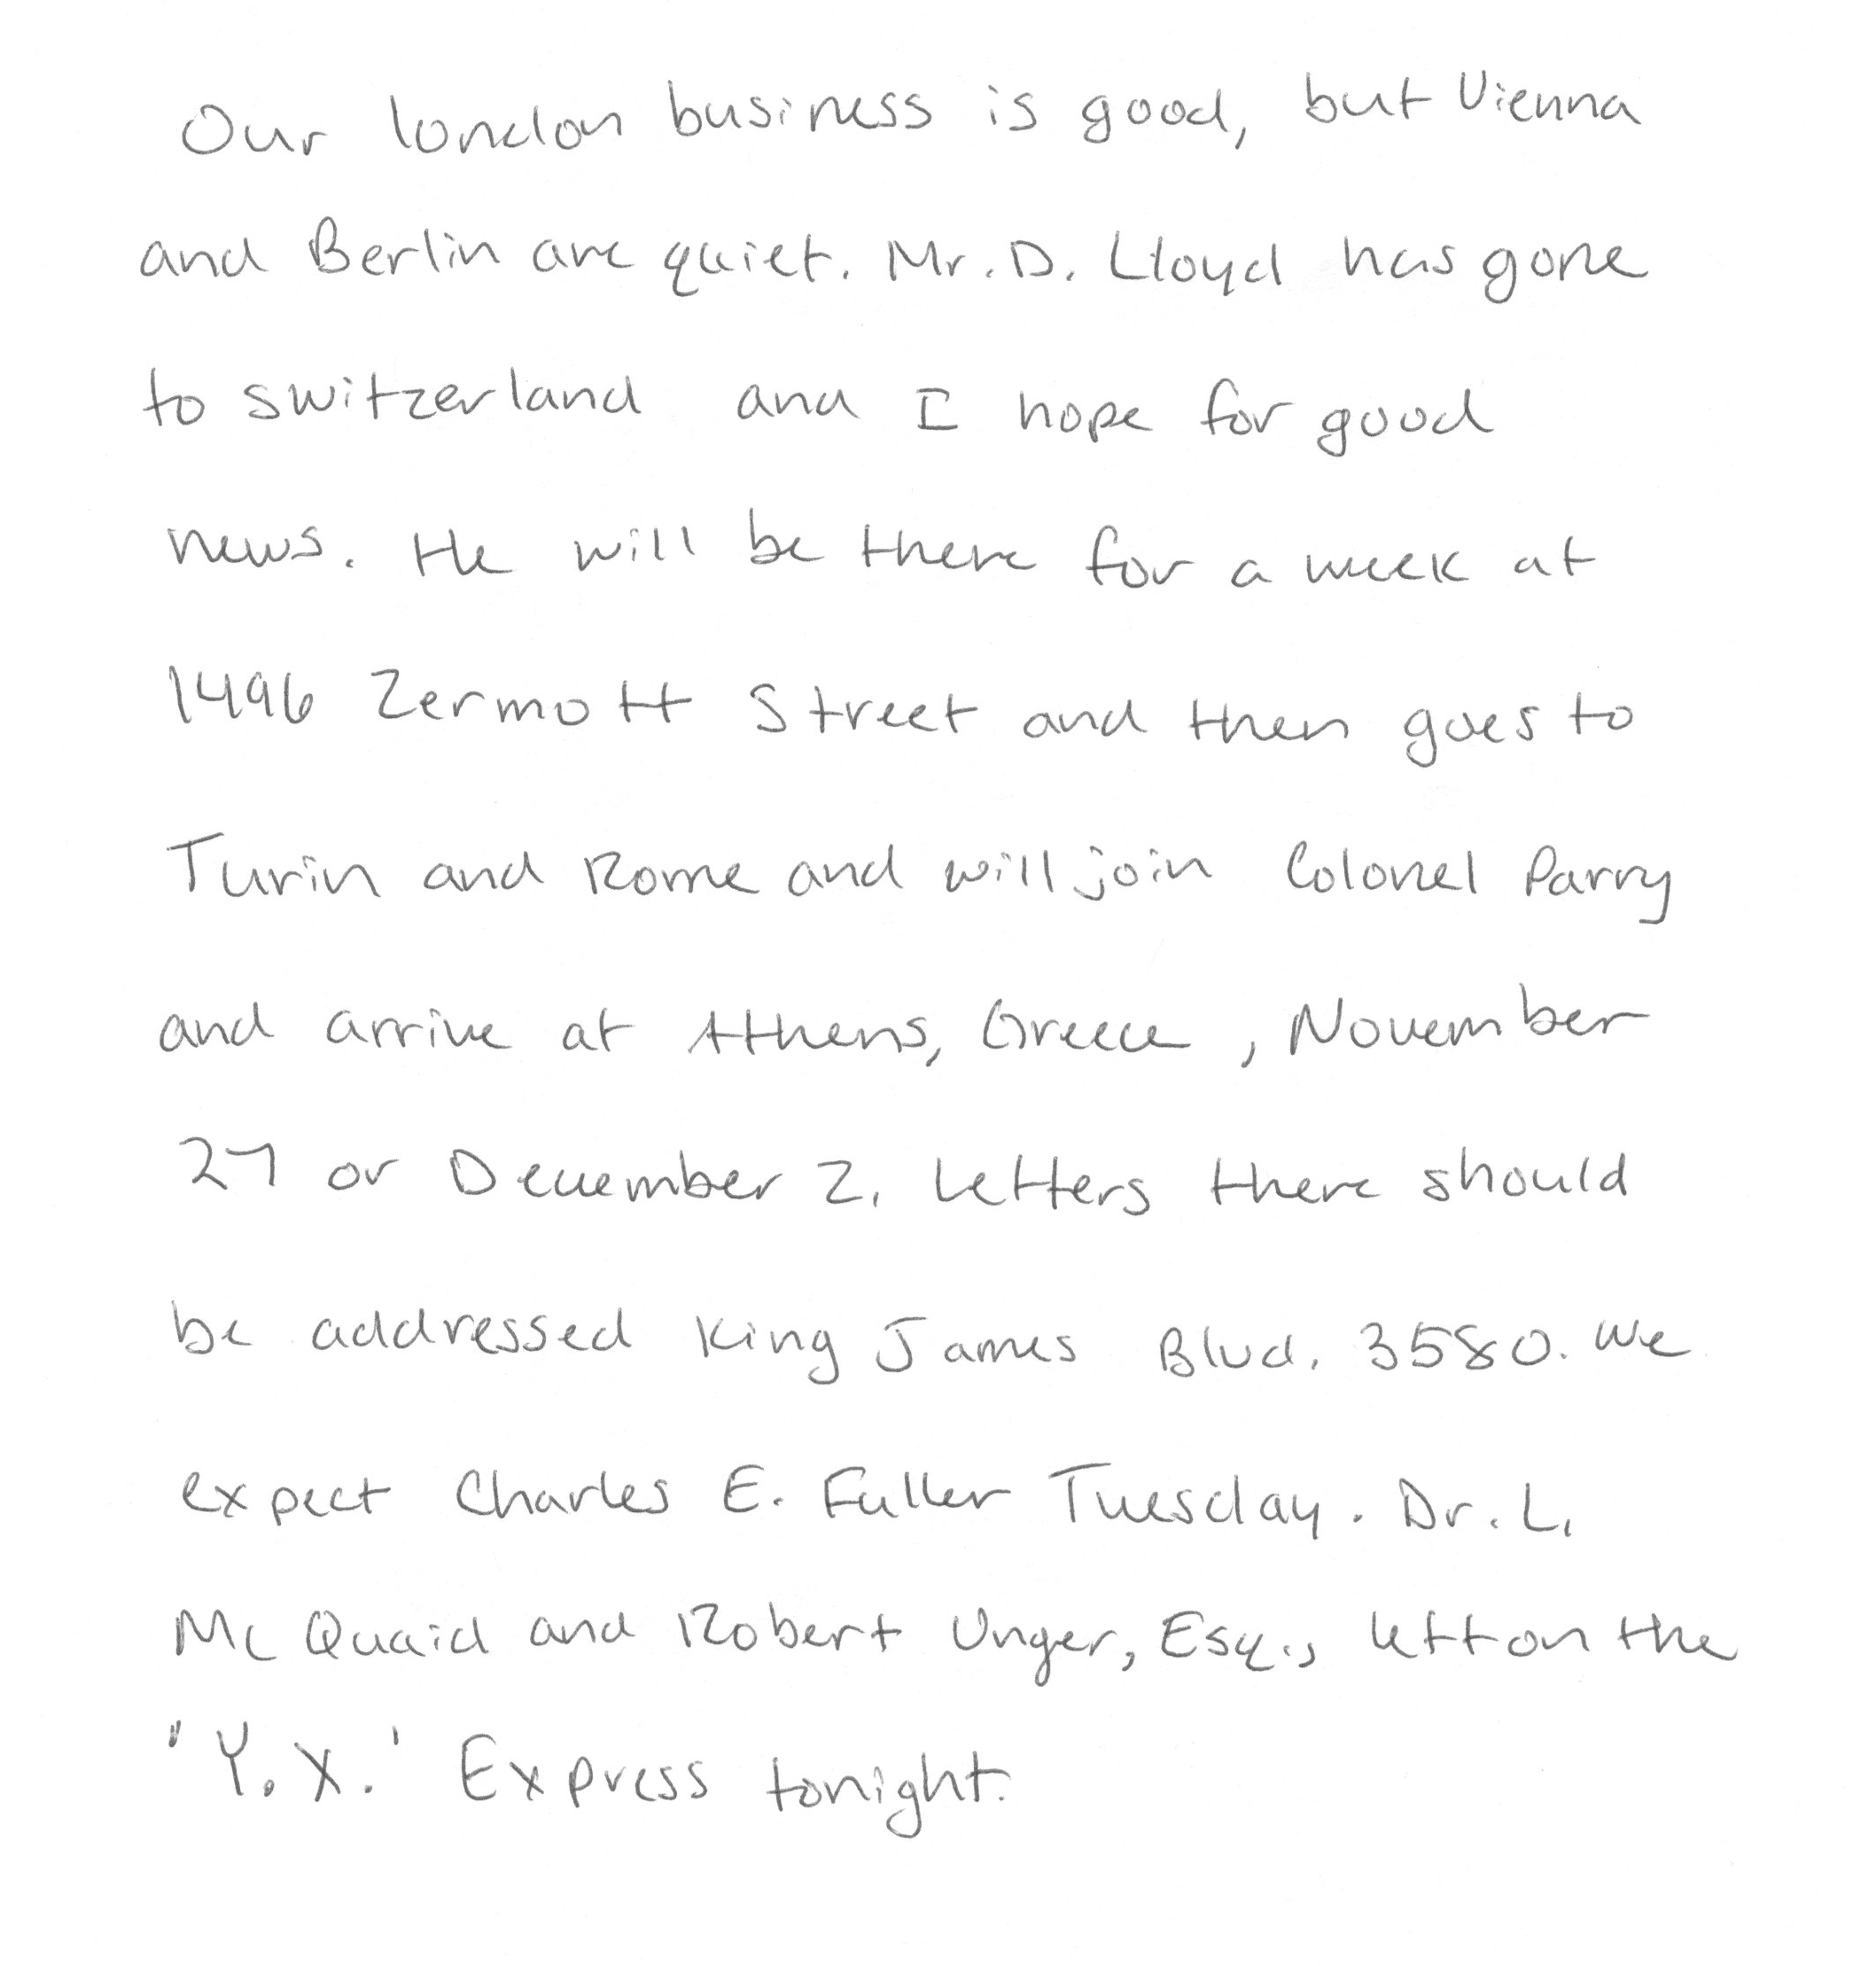 Our london business is good, but Vienna
and Berlin are quiet. Mr. D. Lloyd has gone
to switzerland and I hope for good
news. He will be there for a week at
1496 Zermott Street and then goes to
Turin and Rome and will join Colonel Parry
and arrive at Athens, Greece, November
27 or December 2. Letters there should
be addressed King James Blvd. 3580. We
expect Charles E. Fuller Tuesday. Dr. L.
McQuaid and Robert Unger, Esq., left on the
"Y.X.' Express tonight.